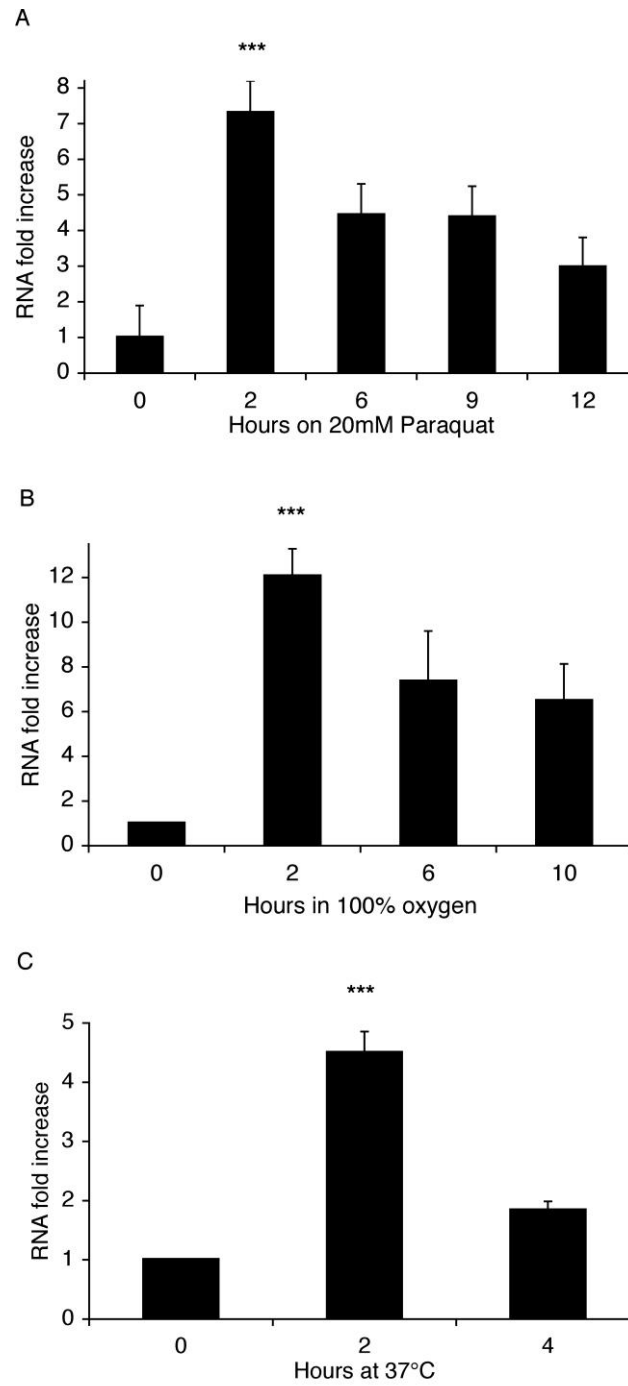 A
***
8
7
6
5
4
3
2
1
0
RNA fold increase
0 2 6 9 12
Hours on 20mM Paraquat
B
***
12
10
8
6
4
2
0
RNA fold increase
0 2 6 10
Hours in 100% oxygen
C
***
5
4
3
2
1
0
RNA fold increase
0 2 4
Hours at 37°C